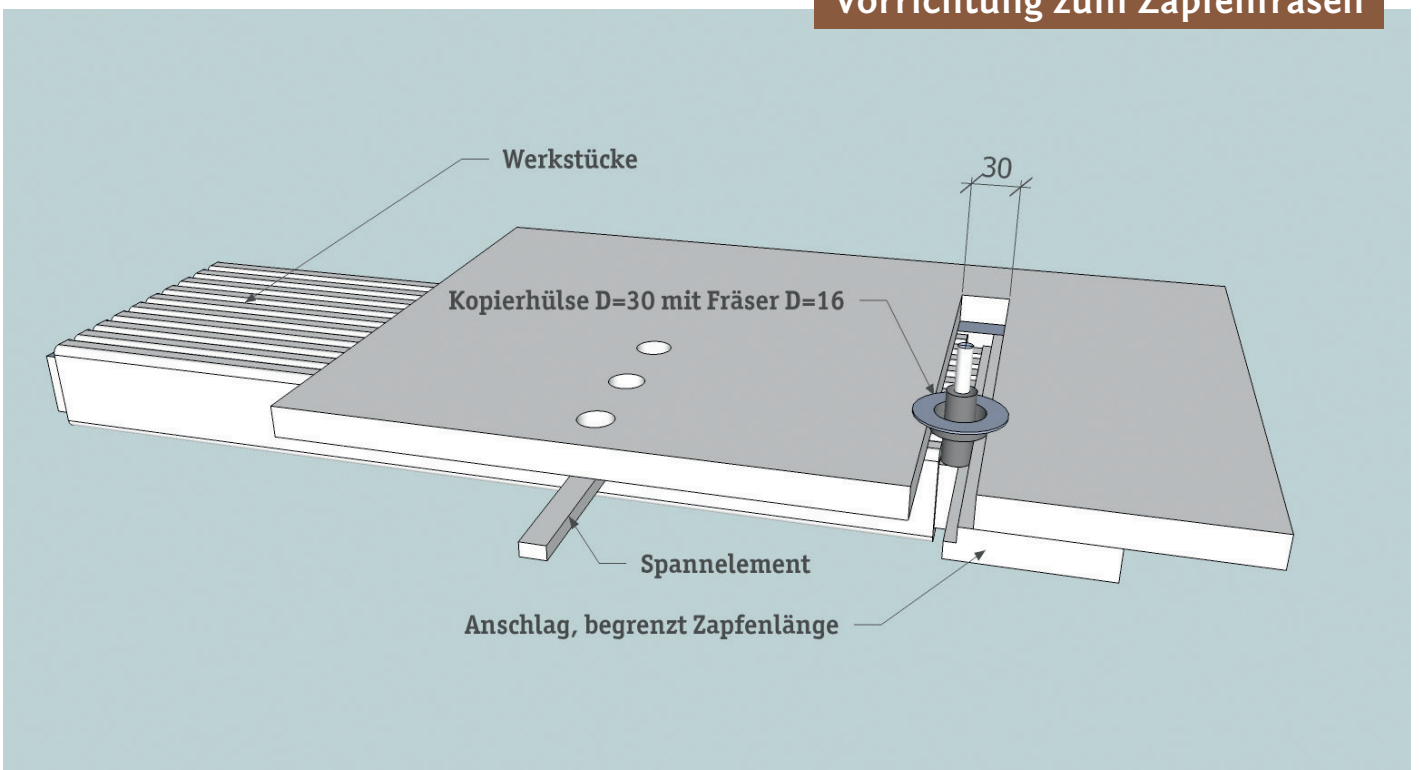 Vorrichtung zum Zapfenfräsen
Werkstücke
30
Kopierhülse D=30 mit Fräser D=16
Spannelement
Anschlag, begrenzt Zapfenlänge